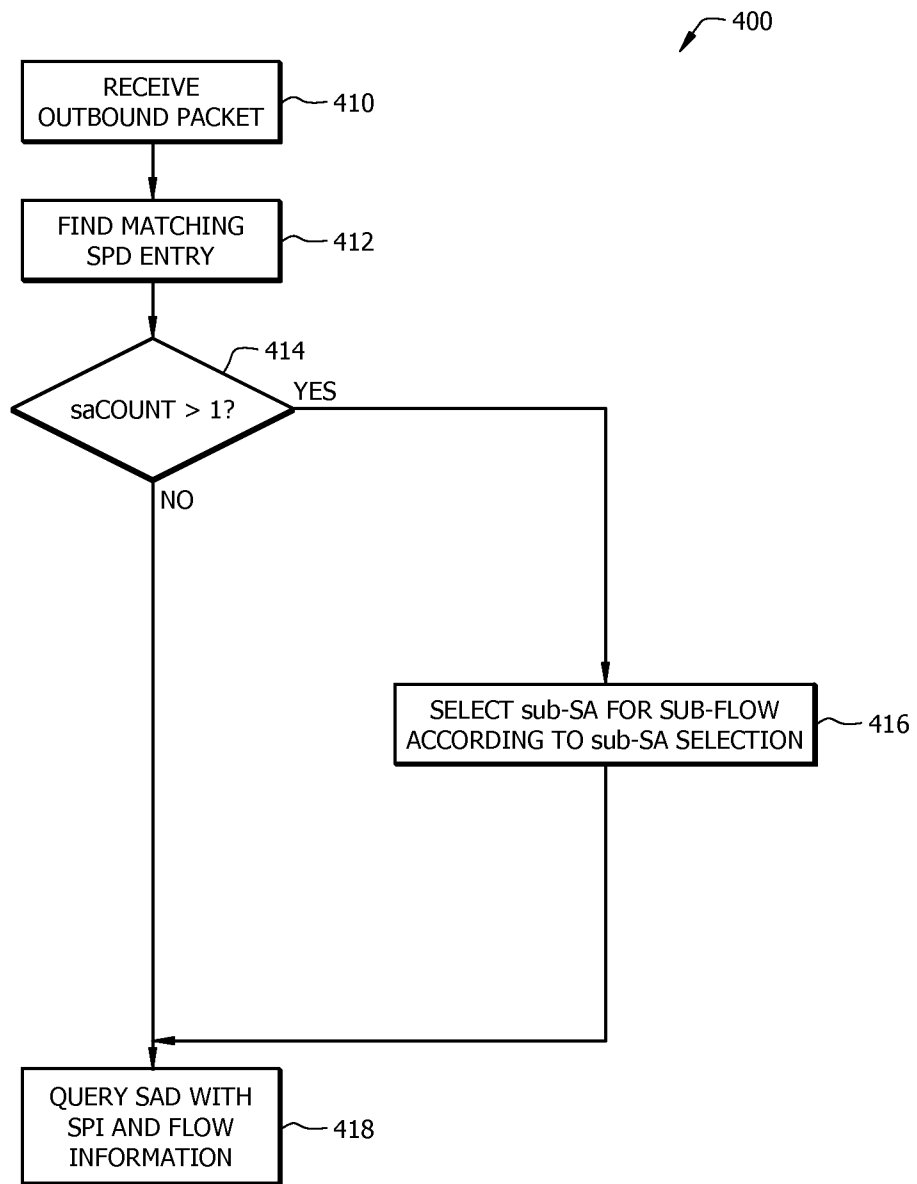 400
RECEIVE
OUTBOUND PACKET
410
FIND MATCHING
SPD ENTRY
412
414
saCOUNT > 1?
YES
NO
SELECT sub-SA FOR SUB-FLOW
ACCORDING TO sub-SA SELECTION
416
QUERY SAD WITH
SPI AND FLOW
INFORMATION
418